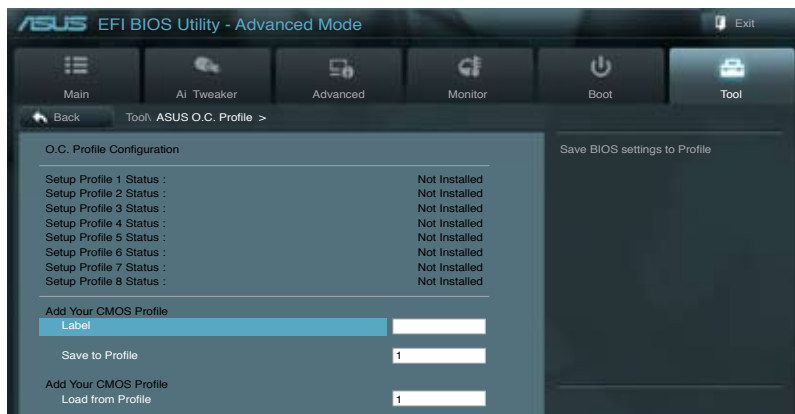 ASUS EFI BIOS Utility - Advanced Mode Exit
Main Ai Tweaker Advanced Monitor Boot Tool
Back Tool\ ASUS O.C. Profile >
O.C. Profile Configuration
Save BIOS settings to Profile
Setup Profile 1 Status : Not Installed
Setup Profile 2 Status : Not Installed
Setup Profile 3 Status : Not Installed
Setup Profile 4 Status : Not Installed
Setup Profile 5 Status : Not Installed
Setup Profile 6 Status : Not Installed
Setup Profile 7 Status : Not Installed
Setup Profile 8 Status : Not Installed
Add Your CMOS Profile
Label
Save to Profile 1
Add Your CMOS Profile
Load from Profile 1